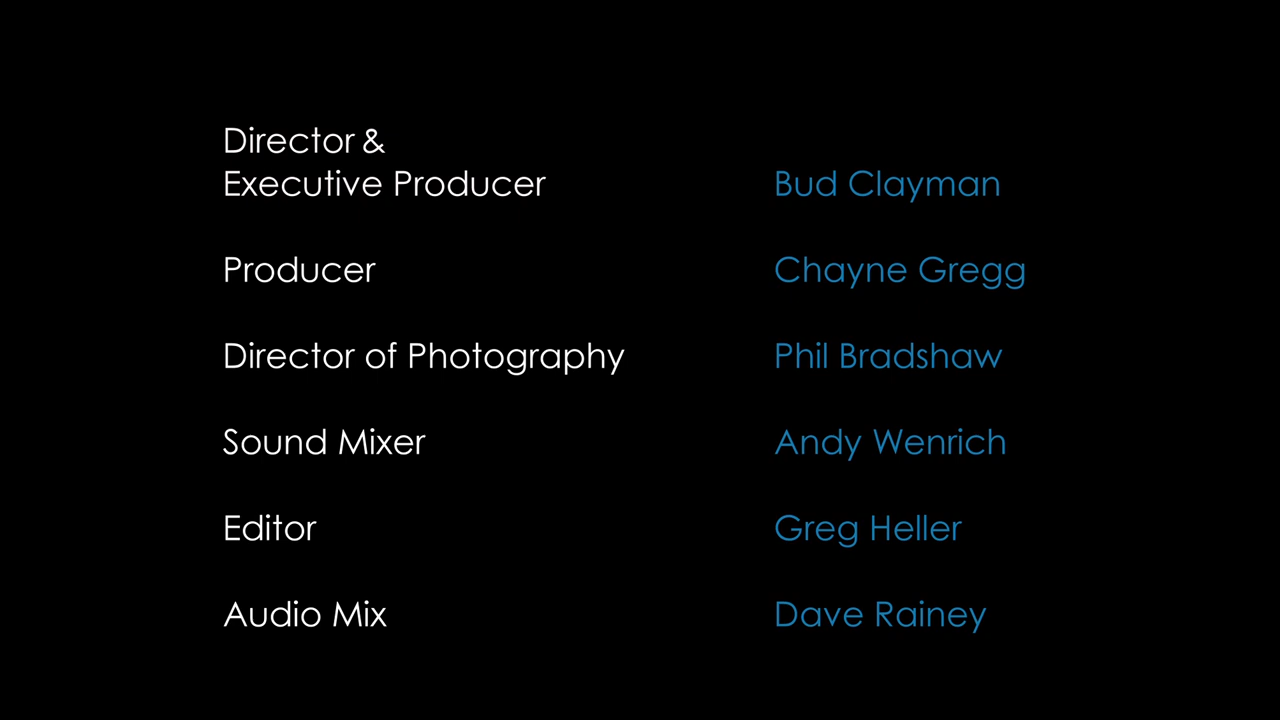 Director &
Executive Producer Bud Clayman
Producer Chayne Gregg
Director of Photography Phil Bradshaw
Sound Mixer Andy Wenrich
Editor Greg Heller
Audio Mix Dave Rainey